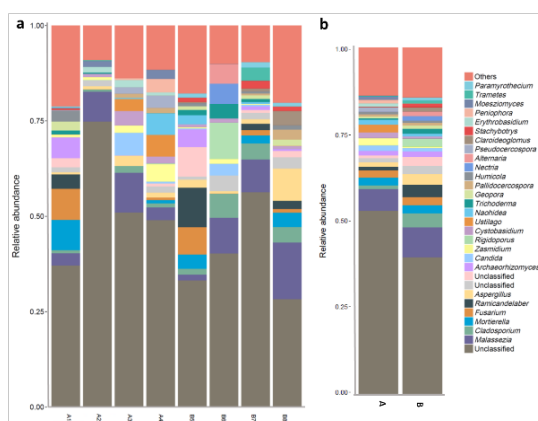 a
b
1.00
0.75
0.50
0.25
0.00
Relative abundance
A1
A2
A3
A4
B5
B6
B7
B8
1.00
0.75
0.50
0.25
0.00
Relative abundance
A
B
Others
Paramyrothecium
Trametes
Moesziomyces
Peniophora
Erythrobasidium
Stachybotrys
Claroideoglomus
Pseudocercospora
Alternaria
Nectria
Humicola
Pallidocercospora
Geopora
Trichoderma
Naohidea
Ustilago
Cystobasidium
Rigidoporus
Zasmidium
Candida
Archaeorhizomyces
Unclassified
Unclassified
Aspergillus
Ramicandelaber
Fusarium
Mortierella
Cladosporium
Malassezia
Unclassified